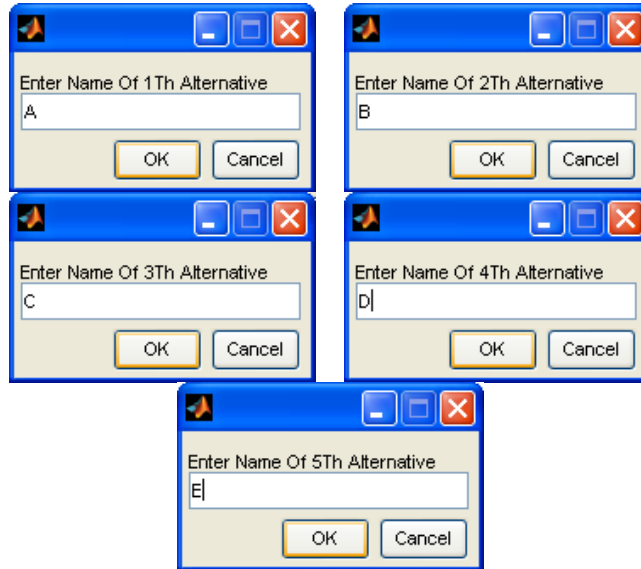 Enter Name Of 1Th Alternative
A
OK Cancel
Enter Name Of 2Th Alternative
B
OK Cancel
Enter Name Of 3Th Alternative
C
OK Cancel
Enter Name Of 4Th Alternative
D
OK Cancel
Enter Name Of 5Th Alternative
E
OK Cancel